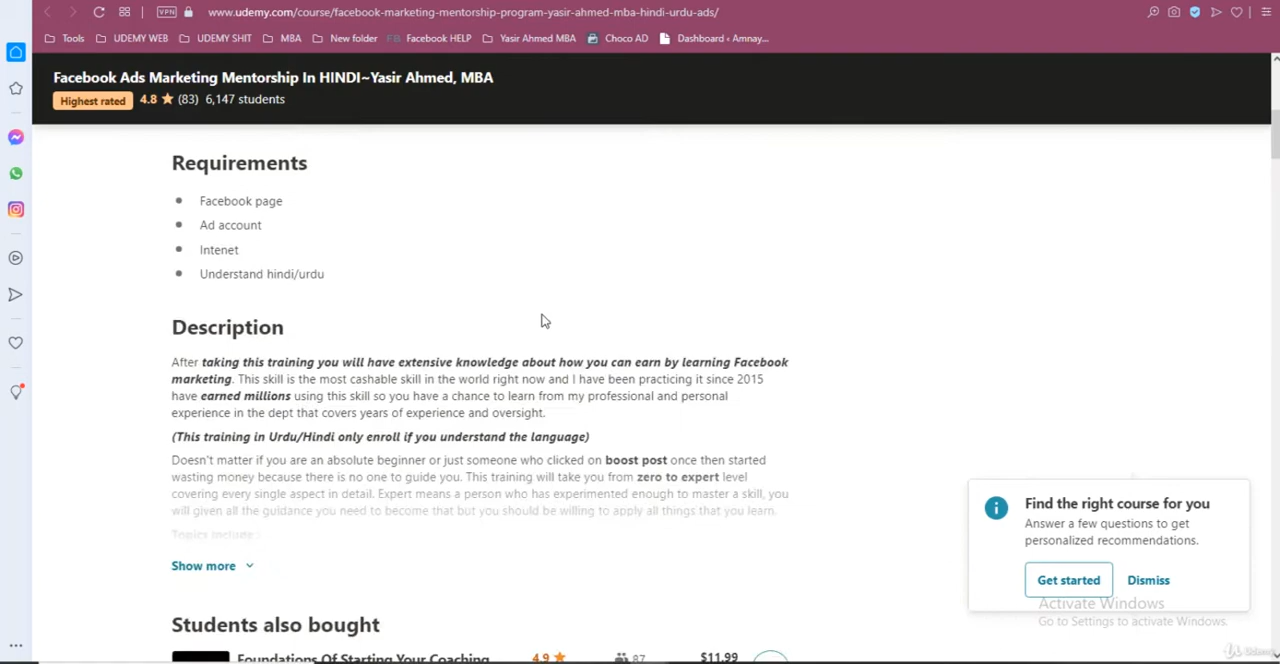 VPN
www.udemy.com/course/facebook-marketing-mentorship-program-yasir-ahmed-mba-hindi-urdu-ads/
Tools UDEMY WEB UDEMY SHIT MBA New folder FB Facebook HELP Yasir Ahmed MBA Choco AD Dashboard ‹ Amnay...
Facebook Ads Marketing Mentorship In HINDI~Yasir Ahmed, MBA
Highest rated 4.8 (83) 6,147 students
Requirements
Facebook page
Ad account
Intenet
Understand hindi/urdu
Description
After taking this training you will have extensive knowledge about how you can earn by learning Facebook
marketing. This skill is the most cashable skill in the world right now and I have been practicing it since 2015
have earned millions using this skill so you have a chance to learn from my professional and personal
experience in the dept that covers years of experience and oversight.
(This training in Urdu/Hindi only enroll if you understand the language)
Doesn't matter if you are an absolute beginner or just someone who clicked on boost post once then started
wasting money because there is no one to guide you. This training will take you from zero to expert level
covering every single aspect in detail. Expert means a person who has experimented enough to master a skill, you
will given all the guidance you need to become that but you should be willing to apply all things that you learn.
Topics include :
Show more
Find the right course for you
Answer a few questions to get
personalized recommendations.
Get started Dismiss
Activate Windows
Go to Settings to activate Windows.
Students also bought
Foundations Of Starting Your Coaching 4.9 87 $11.99
Udemy